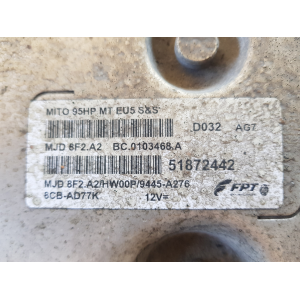 MITO 95HP MT EU5 S&S
D032 AG7
MJD 8F2.A2 BC.0103468.A
51872442
MJD 8F2.A2/HW00P/9445-A276
6CB-AD77K 12V=
FPT